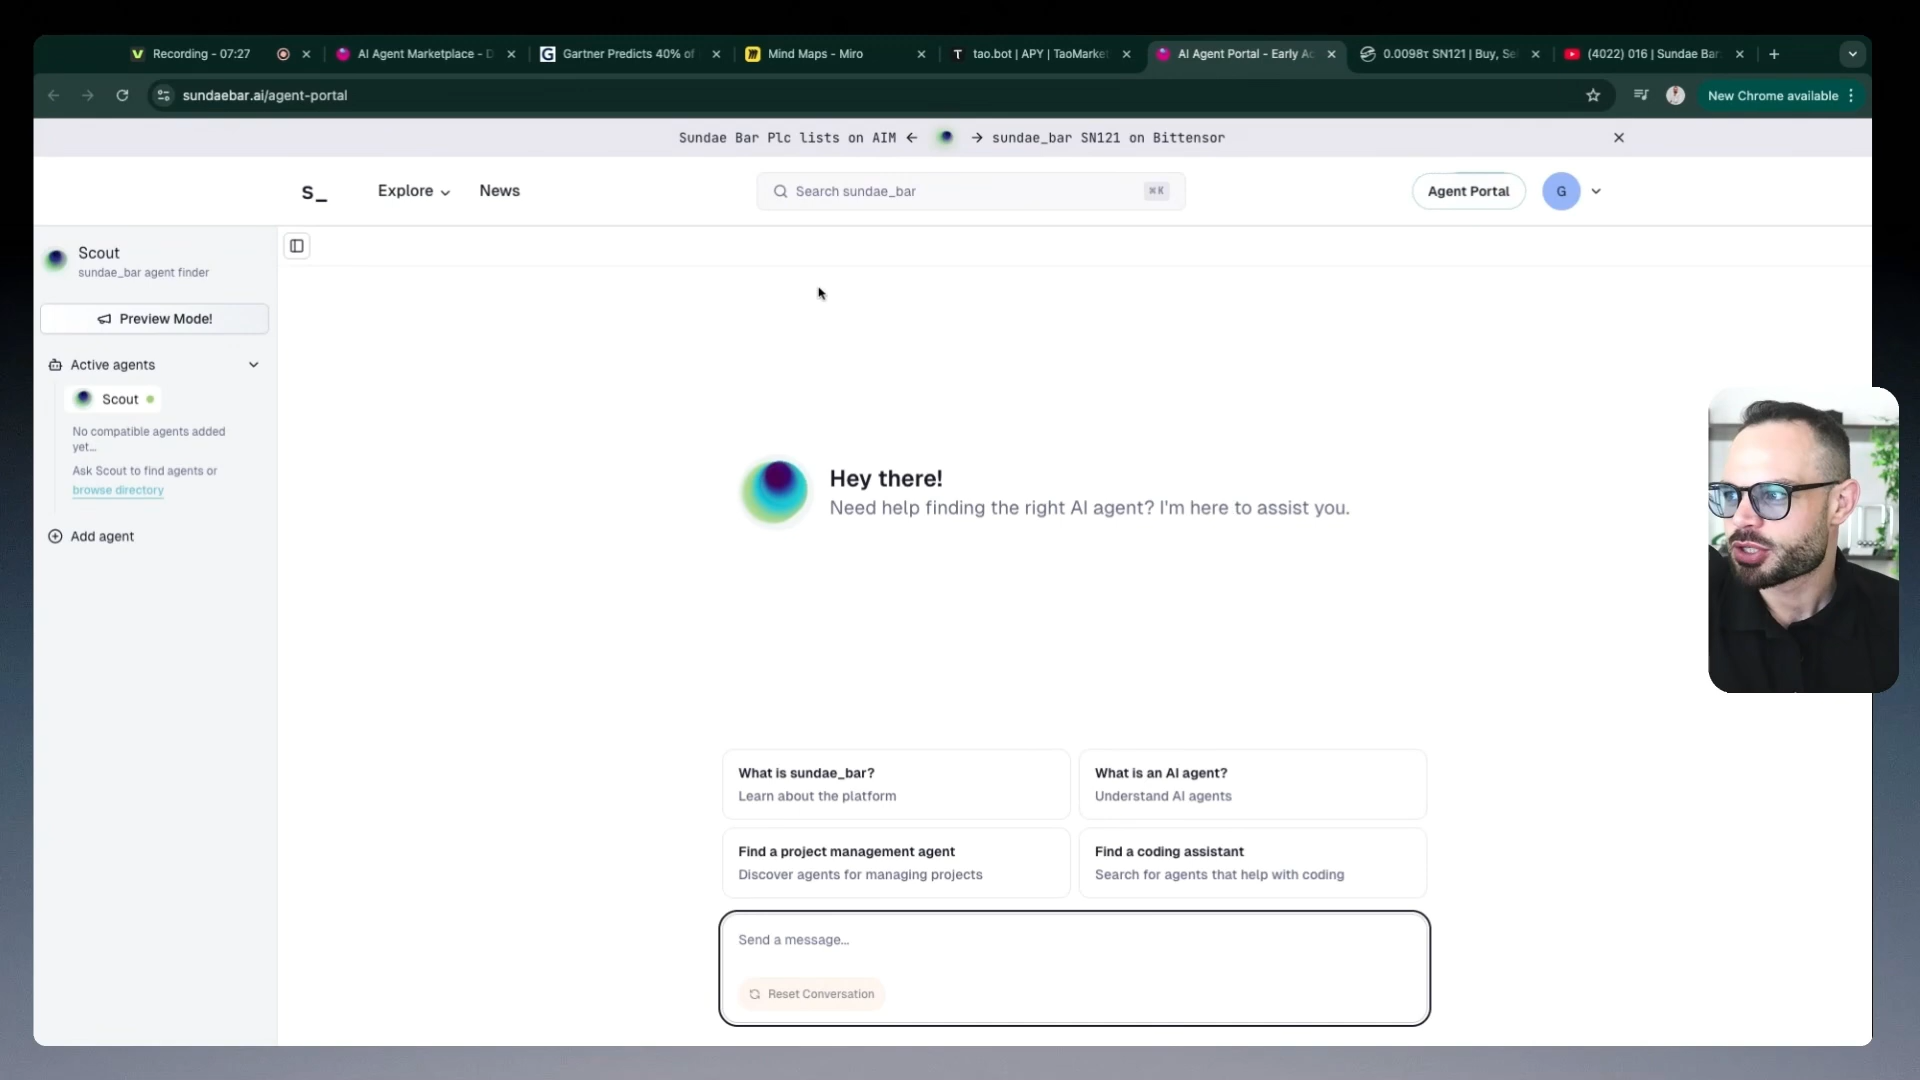 Recording - 07:27
AI Agent Marketplace - D
Gartner Predicts 40% of
Mind Maps - Miro
tao.bot | APY | TaoMarket
AI Agent Portal - Early Ac
0.0098τ SN121 | Buy, Se
(4022) 016 | Sundae Bar
sundaebar.ai/agent-portal
New Chrome available
Sundae Bar Plc lists on AIM ← → sundae_bar SN121 on Bittensor
S_
Explore
News
Search sundae_bar
⌘K
Agent Portal
G
Scout
sundae_bar agent finder
Preview Mode!
Active agents
Scout
No compatible agents added
yet...
Ask Scout to find agents or
browse directory
Add agent
Hey there!
Need help finding the right AI agent? I'm here to assist you.
What is sundae_bar?
Learn about the platform
What is an AI agent?
Understand AI agents
Find a project management agent
Discover agents for managing projects
Find a coding assistant
Search for agents that help with coding
Send a message...
Reset Conversation